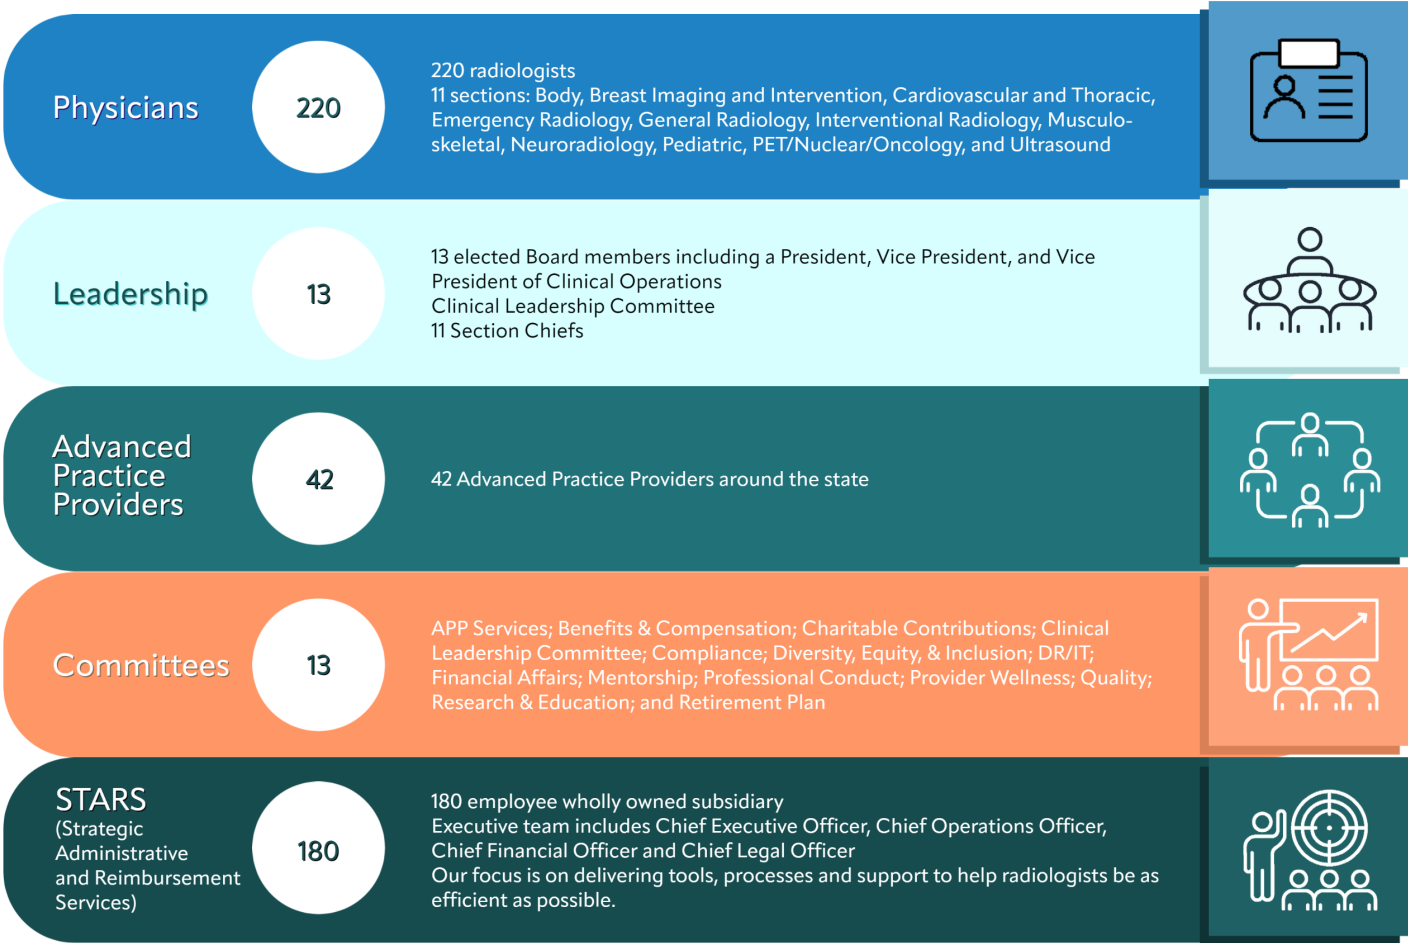 Physicians
220
220 radiologists
11 sections: Body, Breast Imaging and Intervention, Cardiovascular and Thoracic,
Emergency Radiology, General Radiology, Interventional Radiology, Musculo-
skeletal, Neuroradiology, Pediatric, PET/Nuclear/Oncology, and Ultrasound
Leadership
13
13 elected Board members including a President, Vice President, and Vice
President of Clinical Operations
Clinical Leadership Committee
11 Section Chiefs
Advanced
Practice
Providers
42
42 Advanced Practice Providers around the state
Committees
13
APP Services; Benefits & Compensation; Charitable Contributions; Clinical
Leadership Committee; Compliance; Diversity, Equity, & Inclusion; DR/IT;
Financial Affairs; Mentorship; Professional Conduct; Provider Wellness; Quality;
Research & Education; and Retirement Plan
STARS
(Strategic
Administrative
and Reimbursement
Services)
180
180 employee wholly owned subsidiary
Executive team includes Chief Executive Officer, Chief Operations Officer,
Chief Financial Officer and Chief Legal Officer
Our focus is on delivering tools, processes and support to help radiologists be as
efficient as possible.